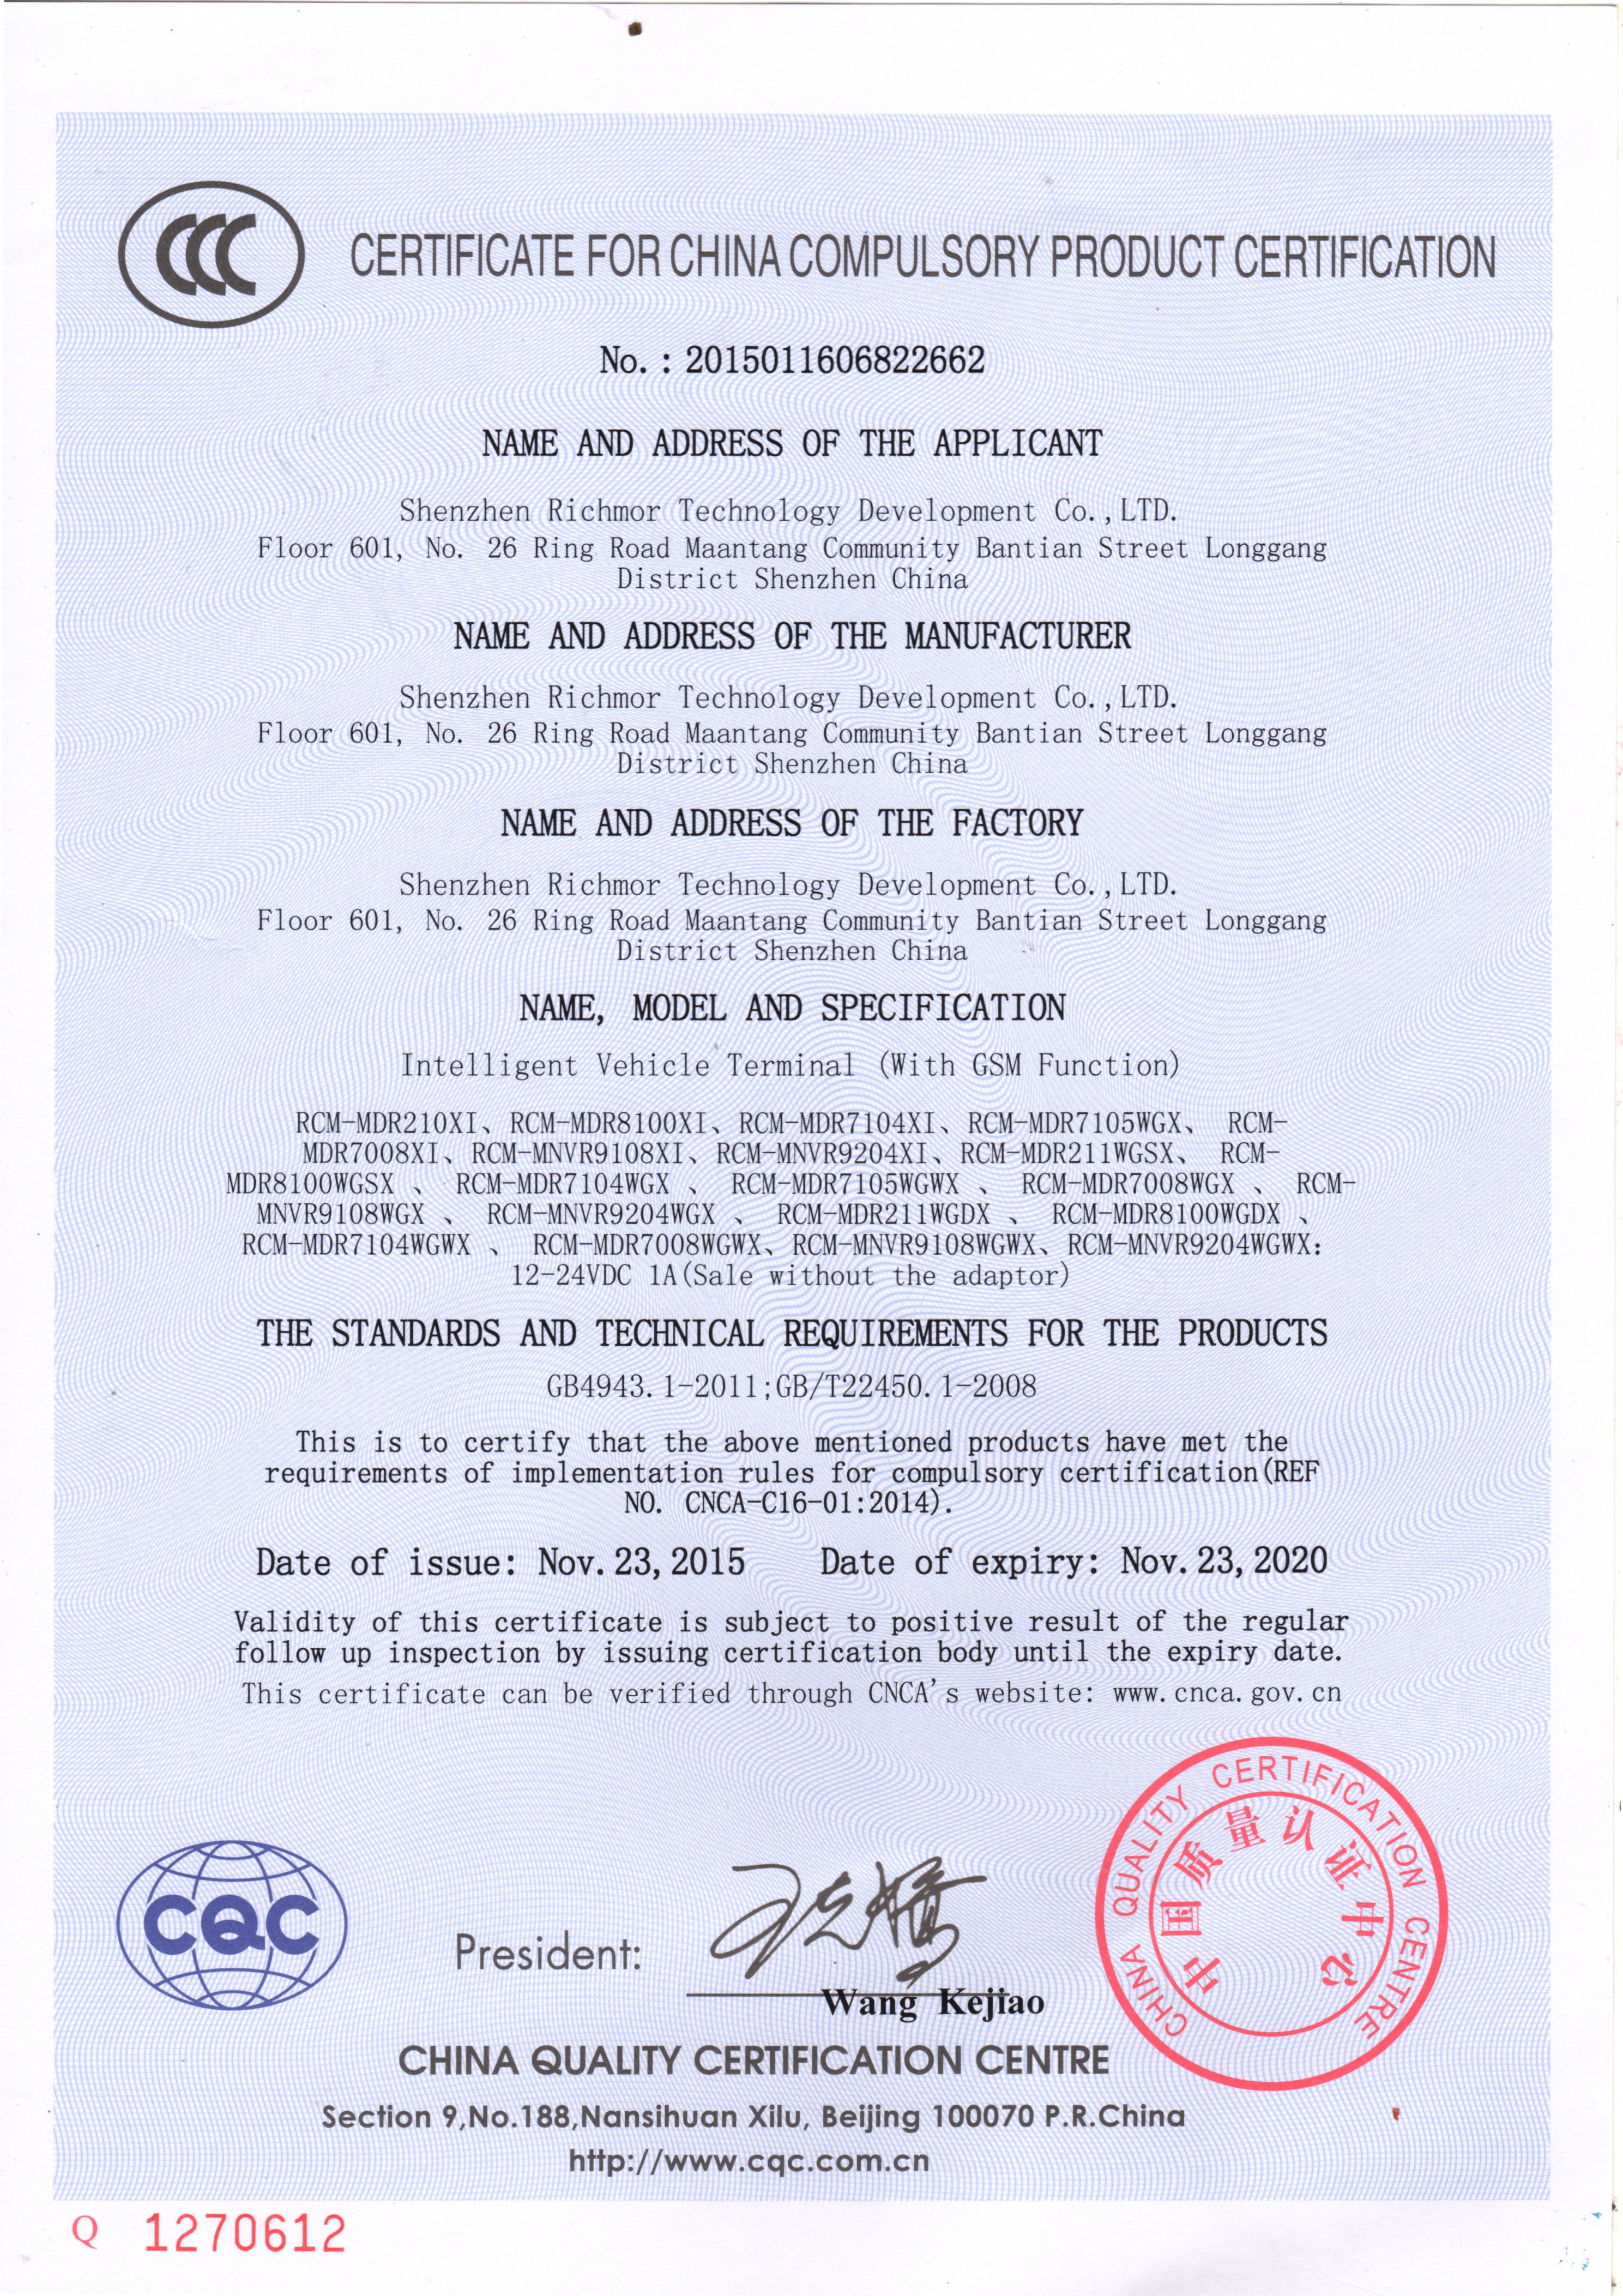 CCC
CERTIFICATE FOR CHINA COMPULSORY PRODUCT CERTIFICATION
No. : 2015011606822662
NAME AND ADDRESS OF THE APPLICANT
Shenzhen Richmor Technology Development Co.,LTD.
Floor 601, No. 26 Ring Road Maantang Community Bantian Street Longgang
District Shenzhen China
NAME AND ADDRESS OF THE MANUFACTURER
Shenzhen Richmor Technology Development Co.,LTD.
Floor 601, No. 26 Ring Road Maantang Community Bantian Street Longgang
District Shenzhen China
NAME AND ADDRESS OF THE FACTORY
Shenzhen Richmor Technology Development Co.,LTD.
Floor 601, No. 26 Ring Road Maantang Community Bantian Street Longgang
District Shenzhen China
NAME, MODEL AND SPECIFICATION
Intelligent Vehicle Terminal (With GSM Function)
RCM-MDR210XI、RCM-MDR8100XI、RCM-MDR7104XI、RCM-MDR7105WGX、 RCM-
MDR7008XI、RCM-MNVR9108XI、RCM-MNVR9204XI、RCM-MDR211WGSX、 RCM-
MDR8100WGSX 、 RCM-MDR7104WGX 、 RCM-MDR7105WGWX 、 RCM-MDR7008WGX 、 RCM-
MNVR9108WGX 、 RCM-MNVR9204WGX 、 RCM-MDR211WGDX 、 RCM-MDR8100WGDX 、
RCM-MDR7104WGWX 、 RCM-MDR7008WGWX、RCM-MNVR9108WGWX、RCM-MNVR9204WGWX:
12-24VDC 1A(Sale without the adaptor)
THE STANDARDS AND TECHNICAL REQUIREMENTS FOR THE PRODUCTS
GB4943.1-2011;GB/T22450.1-2008
This is to certify that the above mentioned products have met the
requirements of implementation rules for compulsory certification(REF
NO. CNCA-C16-01:2014).
Date of issue: Nov.23,2015 Date of expiry: Nov.23,2020
Validity of this certificate is subject to positive result of the regular
follow up inspection by issuing certification body until the expiry date.
This certificate can be verified through CNCA's website: www.cnca.gov.cn
CQC
President:
Wang Kejiao
CHINA QUALITY CERTIFICATION CENTRE
中国质量认证中心
CHINA QUALITY CERTIFICATION CENTRE
Section 9,No.188,Nansihuan Xilu, Beijing 100070 P.R.China
http://www.cqc.com.cn
Q 1270612